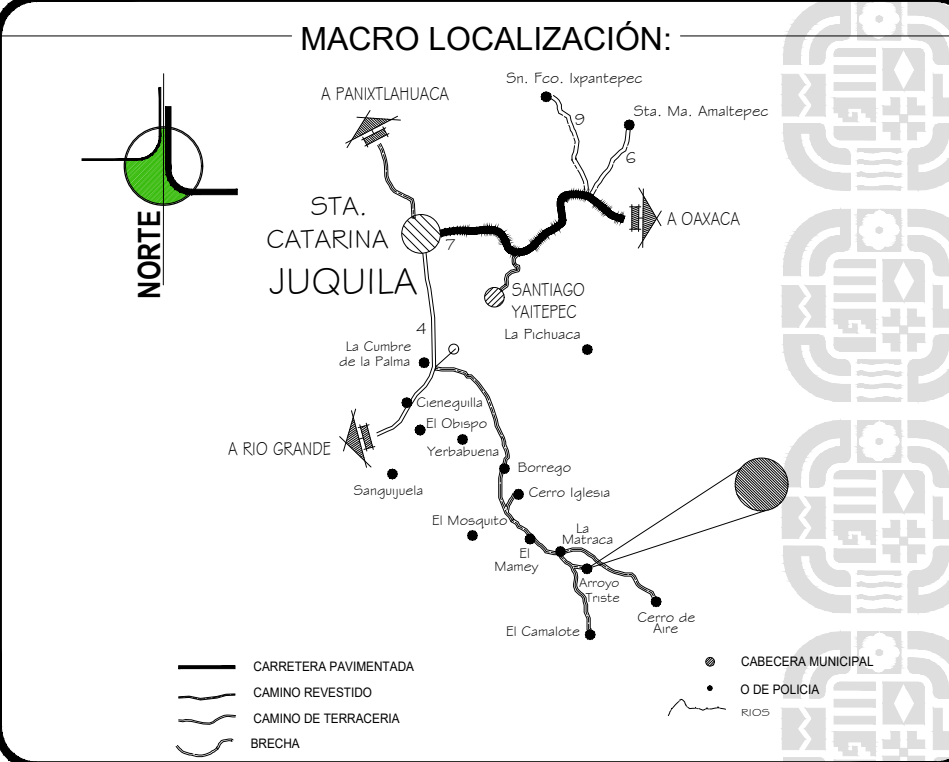 MACRO LOCALIZACIÓN:
Sn. Fco. Ixpantepec
A PANIXTLAHUACA
Sta. Ma. Amaltepec
9
6
STA.
CATARINA
JUQUILA
7
A OAXACA
NORTE
SANTIAGO
YAITEPEC
La Pichuaca
4
La Cumbre
de la Palma
Cieneguilla
El Obispo
Yerbabuena
A RIO GRANDE
Sanguijuela
Borrego
Cerro Iglesia
El Mosquito
La
Matraca
El
Mamey
Arroyo
Triste
Cerro de
Aire
El Camalote
CARRETERA PAVIMENTADA
CAMINO REVESTIDO
CAMINO DE TERRACERIA
BRECHA
CABECERA MUNICIPAL
O DE POLICIA
RIOS